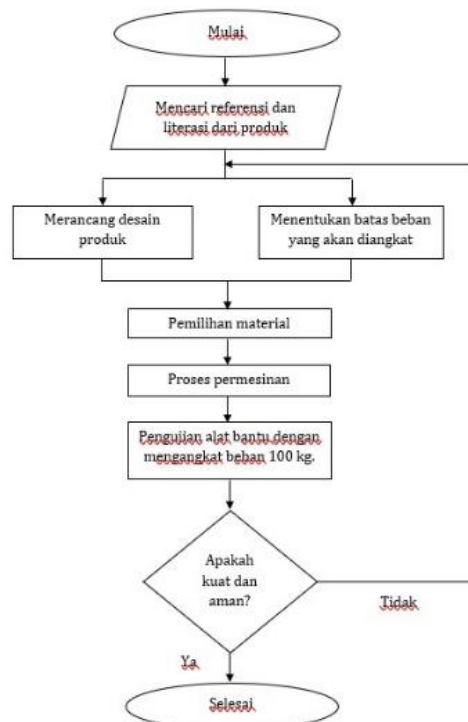 Mulai
Mencari referensi dan
literasi dari produk
Merancang desain
produk
Menentukan batas beban
yang akan diangkat
Pemilihan material
Proses permesinan
Pengujian alat bantu dengan
mengangkat beban 100 kg.
Apakah
kuat dan
aman?
Tidak
Ya
Selesai